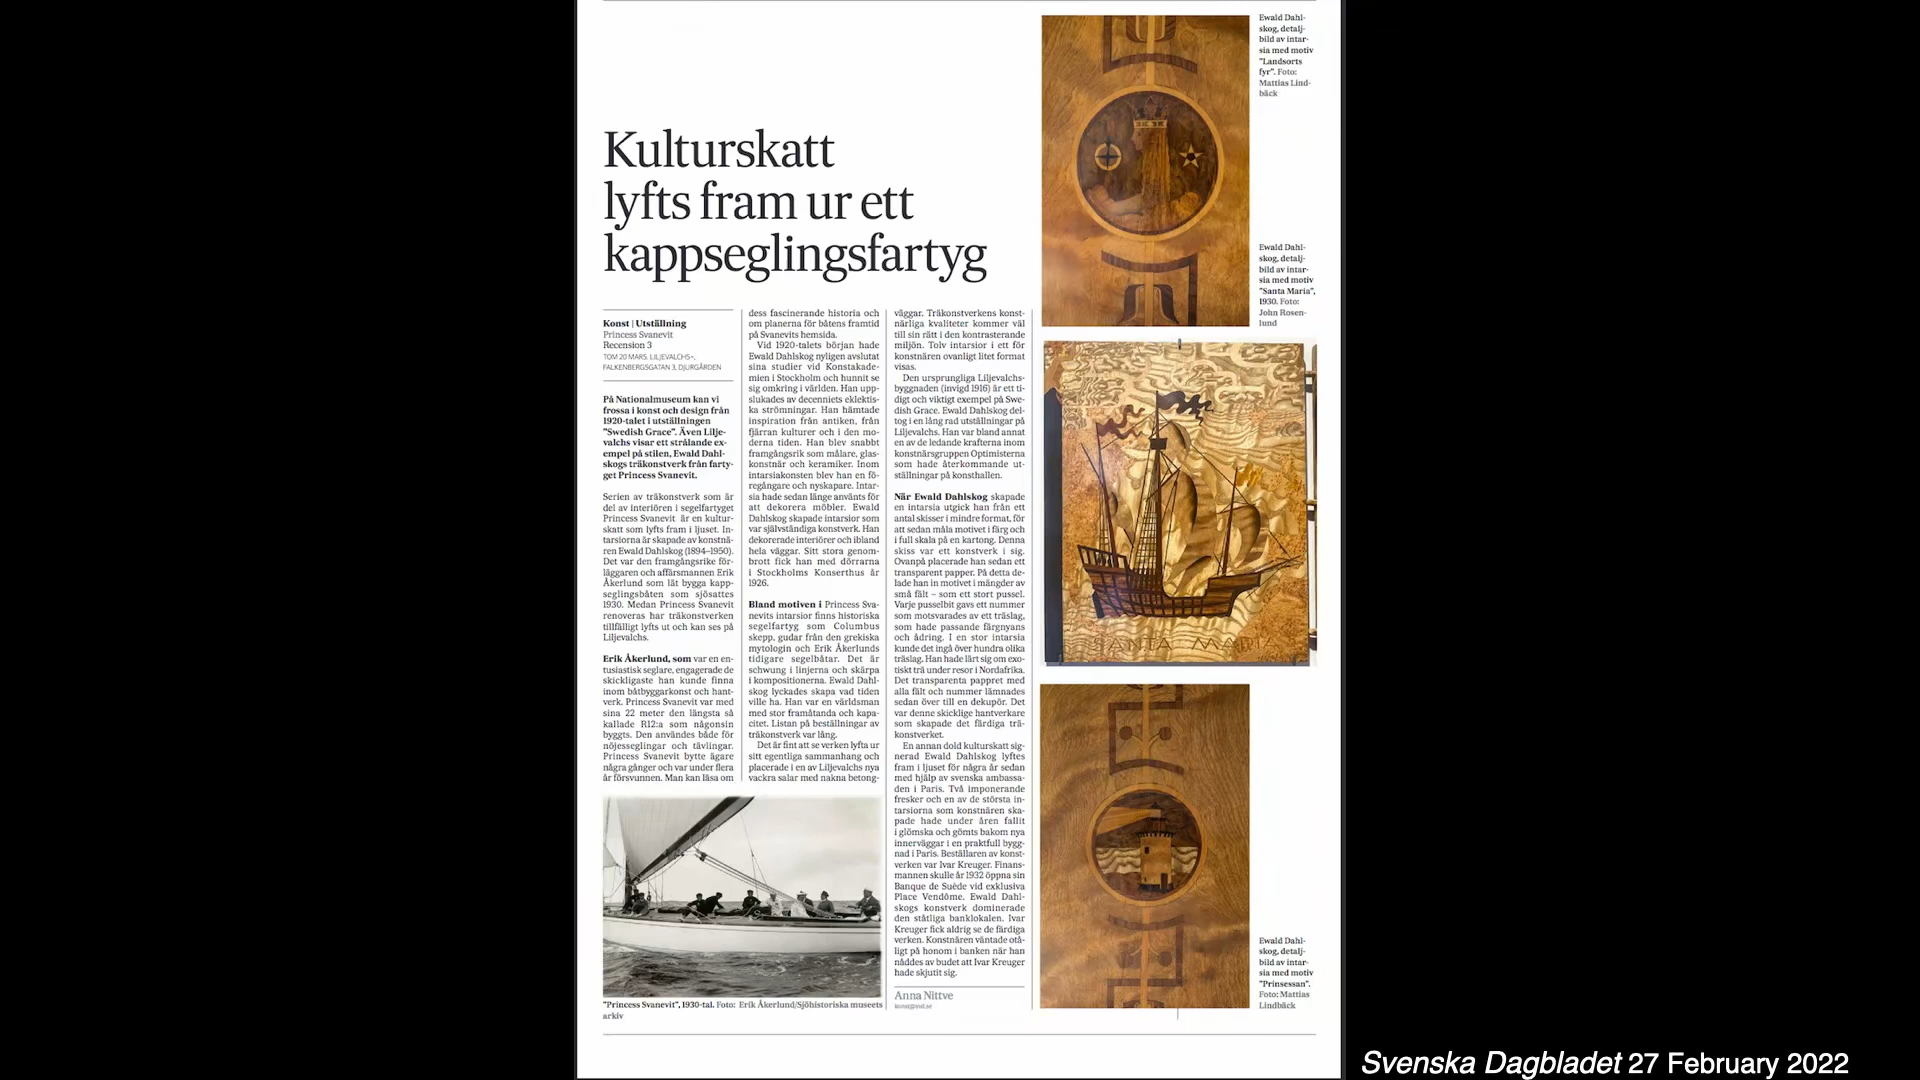 Kulturskatt
lyfts fram ur ett
kappseglingsfartyg
Konst | Utställning
Princess Svanevit
Recension 3
TOM 20 MARS. LILJEVALCHS+,
FALKENBERGSGATAN 3, DJURGÅRDEN
På Nationalmuseum kan vi
frossa i konst och design från
1920-talet i utställningen
”Swedish Grace”. Även Lilje-
valchs visar ett strålande ex-
empel på stilen, Ewald Dahl-
skogs träkonstverk från farty-
get Princess Svanevit.
Serien av träkonstverk som är
del av interiören i segelfartyget
Princess Svanevit är en kultur-
skatt som lyfts fram i ljuset. In-
tarsiorna är skapade av konstnä-
ren Ewald Dahlskog (1894–1950).
Det var den framgångsrike för-
läggaren och affärsmannen Erik
Åkerlund som lät bygga kapp-
seglingsbåten som sjösattes
1930. Medan Princess Svanevit
renoveras har träkonstverken
tillfälligt lyfts ut och kan ses på
Liljevalchs.
Erik Åkerlund, som var en en-
tusiastisk seglare, engagerade de
skickligaste han kunde finna
inom båtbyggarkonst och hant-
verk. Princess Svanevit var med
sina 22 meter den längsta så
kallade R12:a som någonsin
byggts. Den användes både för
nöjesseglingar och tävlingar.
Princess Svanevit bytte ägare
några gånger och var under flera
år försvunnen. Man kan läsa om
dess fascinerande historia och
om planerna för båtens framtid
på Svanevits hemsida.
Vid 1920-talets början hade
Ewald Dahlskog nyligen avslutat
sina studier vid Konstakade-
mien i Stockholm och hunnit se
sig omkring i världen. Han upp-
slukades av decenniets eklektis-
ka strömningar. Han hämtade
inspiration från antiken, från
fjärran kulturer och i den mo-
derna tiden. Han blev snabbt
framgångsrik som målare, glas-
konstnär och keramiker. Inom
intarsiakonsten blev han en fö-
regångare och nyskapare. Intar-
sia hade sedan länge använts för
att dekorera möbler. Ewald
Dahlskog skapade intarsior som
var självständiga konstverk. Han
dekorerade interiörer och ibland
hela väggar. Sitt stora genom-
brott fick han med dörrarna
i Stockholms Konserthus år
1926.
Bland motiven i Princess Sva-
nevits intarsior finns historiska
segelfartyg som Columbus
skepp, gudar från den grekiska
mytologin och Erik Åkerlunds
tidigare segelbåtar. Det är
schwung i linjerna och skärpa
i kompositionerna. Ewald Dahl-
skog lyckades skapa vad tiden
ville ha. Han var en världsman
med stor framåtanda och kapa-
citet. Listan på beställningar av
träkonstverk var lång.
Det är fint att se verken lyfta ur
sitt egentliga sammanhang och
placerade i en av Liljevalchs nya
vackra salar med nakna betong-
väggar. Träkonstverkens konst-
närliga kvaliteter kommer väl
till sin rätt i den kontrasterande
miljön. Tolv intarsior i ett för
konstnären ovanligt litet format
visas.
Den ursprungliga Liljevalchs-
byggnaden (invigd 1916) är ett ti-
digt och viktigt exempel på Swe-
dish Grace. Ewald Dahlskog del-
tog i en lång rad utställningar på
Liljevalchs. Han var bland annat
en av de ledande krafterna inom
konstnärsgruppen Optimisterna
som hade återkommande ut-
ställningar på konsthallen.
När Ewald Dahlskog skapade
en intarsia utgick han från ett
antal skisser i mindre format, för
att sedan måla motivet i färg och
i full skala på en kartong. Denna
skiss var ett konstverk i sig.
Ovanpå placerade han sedan ett
transparent papper. På detta de-
lade han in motivet i mängder av
små fält – som ett stort pussel.
Varje pusselbit gavs ett nummer
som motsvarades av ett träslag,
som hade passande färgnyans
och ådring. I en stor intarsia
kunde det ingå över hundra olika
träslag. Han hade lärt sig om exo-
tiskt trä under resor i Nordafrika.
Det transparenta pappret med
alla fält och nummer lämnades
sedan över till en dekupör. Det
var denne skicklige hantverkare
som skapade det färdiga trä-
konstverket.
En annan dold kulturskatt sig-
nerad Ewald Dahlskog lyftes
fram i ljuset för några år sedan
med hjälp av svenska ambassa-
den i Paris. Två imponerande
fresker och en av de största in-
tarsiorna som konstnären ska-
pade hade under åren fallit
i glömska och gömts bakom nya
innerväggar i en praktfull bygg-
nad i Paris. Beställaren av konst-
verken var Ivar Kreuger. Finans-
mannen skulle år 1932 öppna sin
Banque de Suède vid exklusiva
Place Vendôme. Ewald Dahl-
skogs konstverk dominerade
den ståtliga banklokalen. Ivar
Kreuger fick aldrig se de färdiga
verken. Konstnären väntade otå-
ligt på honom i banken när han
nåddes av budet att Ivar Kreuger
hade skjutit sig.
Anna Nittve
konst@svd.se
”Princess Svanevit”, 1930-tal. Foto: Erik Åkerlund/Sjöhistoriska museets
arkiv
Ewald Dahl-
skog, detalj-
bild av intar-
sia med motiv
”Landsorts
fyr”. Foto:
Mattias Lind-
bäck
Ewald Dahl-
skog, detalj-
bild av intar-
sia med motiv
”Santa Maria”,
1930. Foto:
John Rosen-
lund
SANTA MARIA
Ewald Dahl-
skog, detalj-
bild av intar-
sia med motiv
”Prinsessan”.
Foto: Mattias
Lindbäck
Svenska Dagbladet 27 February 2022